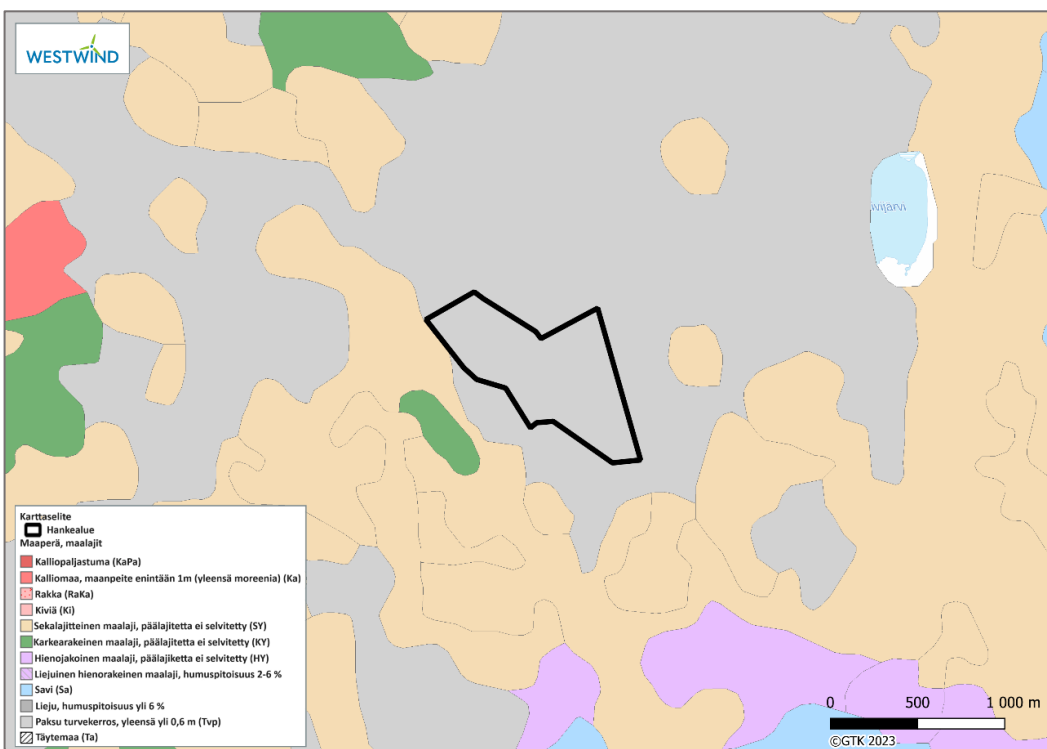 WESTWIND
Karttaselite
Hankealue
Maaperä, maalajit
Kalliopaljastuma (KaPa)
Kalliomaa, maanpeite enintään 1m (yleensä moreenia) (Ka)
Rakka (RaKa)
Kiviä (Ki)
Sekalajitteinen maalaji, päälajitetta ei selvitetty (SY)
Karkearakeinen maalaji, päälajitetta ei selvitetty (KY)
Hienojakoinen maalaji, päälajiketta ei selvitetty (HY)
Liejuinen hienorakeinen maalaji, humuspitoisuus 2-6 %
Savi (Sa)
Lieju, humuspitoisuus yli 6 %
Paksu turvekerros, yleensä yli 0,6 m (Tvp)
Täytemaa (Ta)
0 500 1 000 m
©GTK 2023